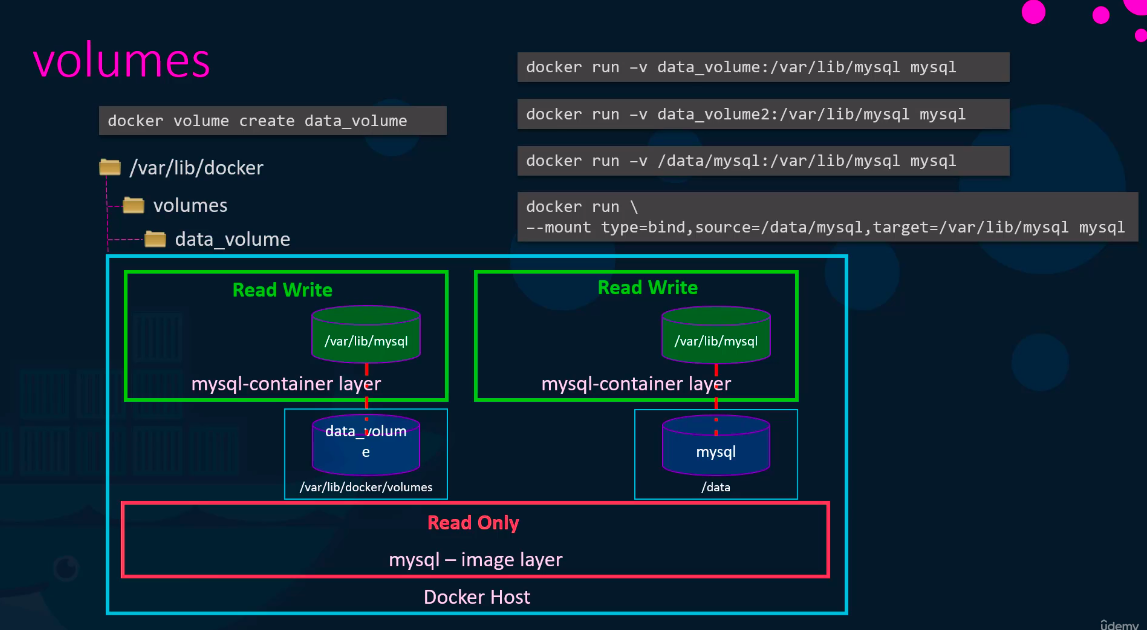 volumes
docker volume create data_volume
/var/lib/docker
volumes
data_volume
docker run –v data_volume:/var/lib/mysql mysql
docker run –v data_volume2:/var/lib/mysql mysql
docker run –v /data/mysql:/var/lib/mysql mysql
docker run \
--mount type=bind,source=/data/mysql,target=/var/lib/mysql mysql
Read Write
/var/lib/mysql
mysql-container layer
data_volum
e
/var/lib/docker/volumes
Read Write
/var/lib/mysql
mysql-container layer
mysql
/data
Read Only
mysql – image layer
Docker Host
ûdemy